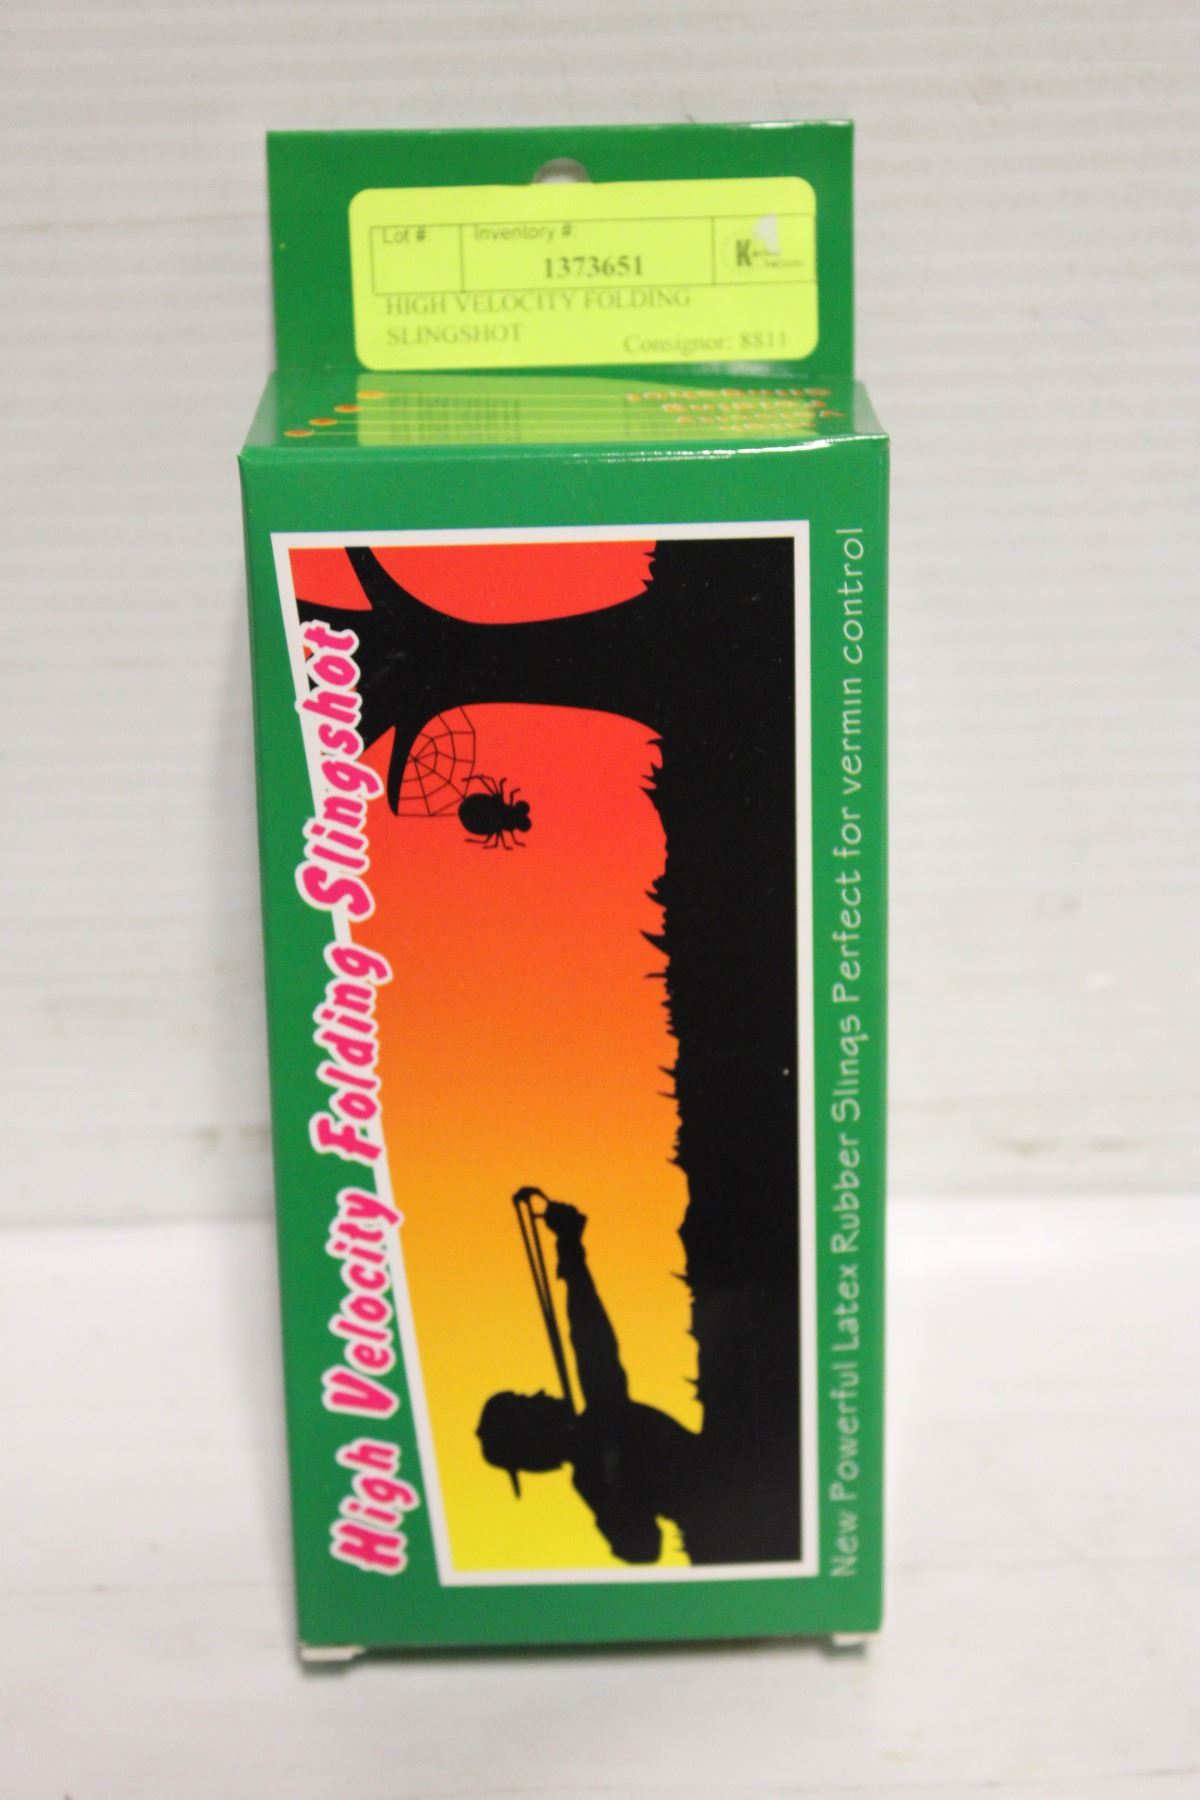 Lot #:
Inventory #:
1373651
HIGH VELOCITY FOLDING
SLINGSHOT
Consignor: 8811
High Velocity Folding Slingshot
New Powerful Latex Rubber Slings Perfect for vermin control